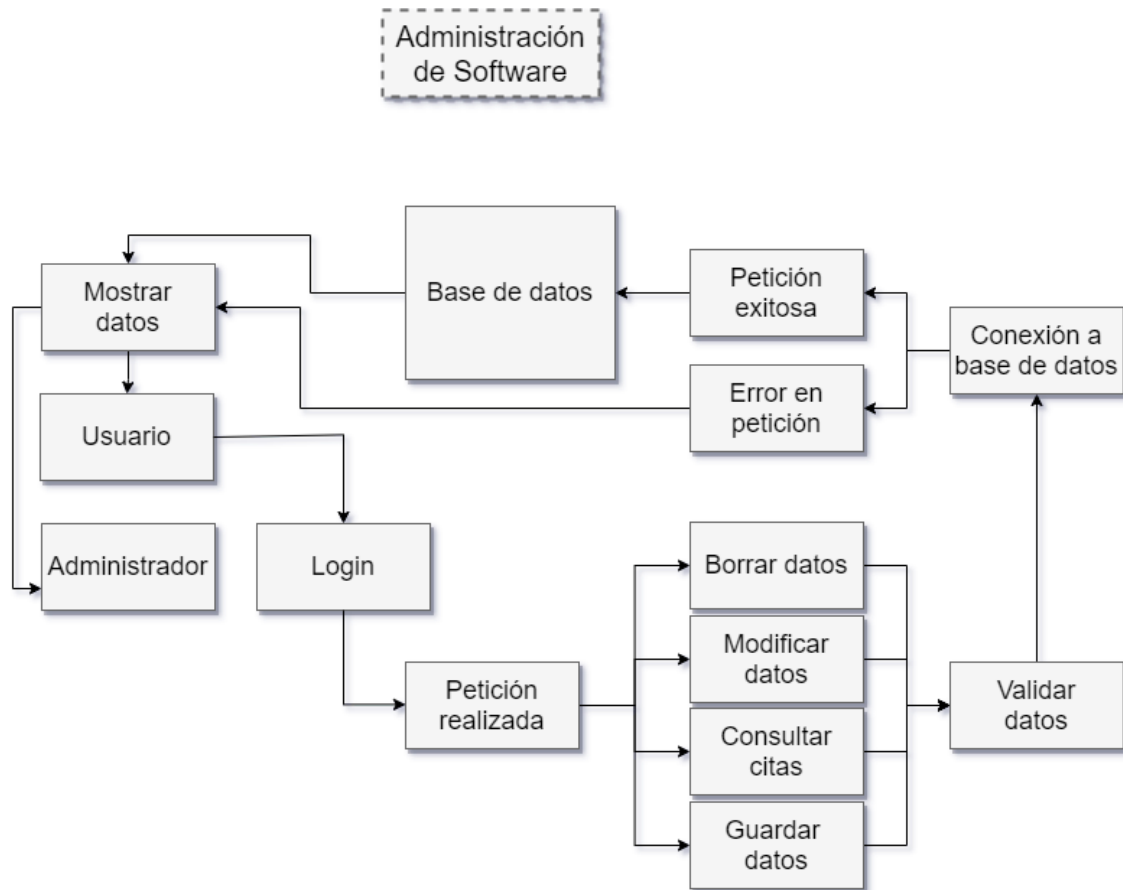 Administración
de Software
Base de datos
Petición
exitosa
Mostrar
datos
Conexión a
base de datos
Error en
petición
Usuario
Administrador
Login
Borrar datos
Modificar
datos
Petición
realizada
Validar
datos
Consultar
citas
Guardar
datos